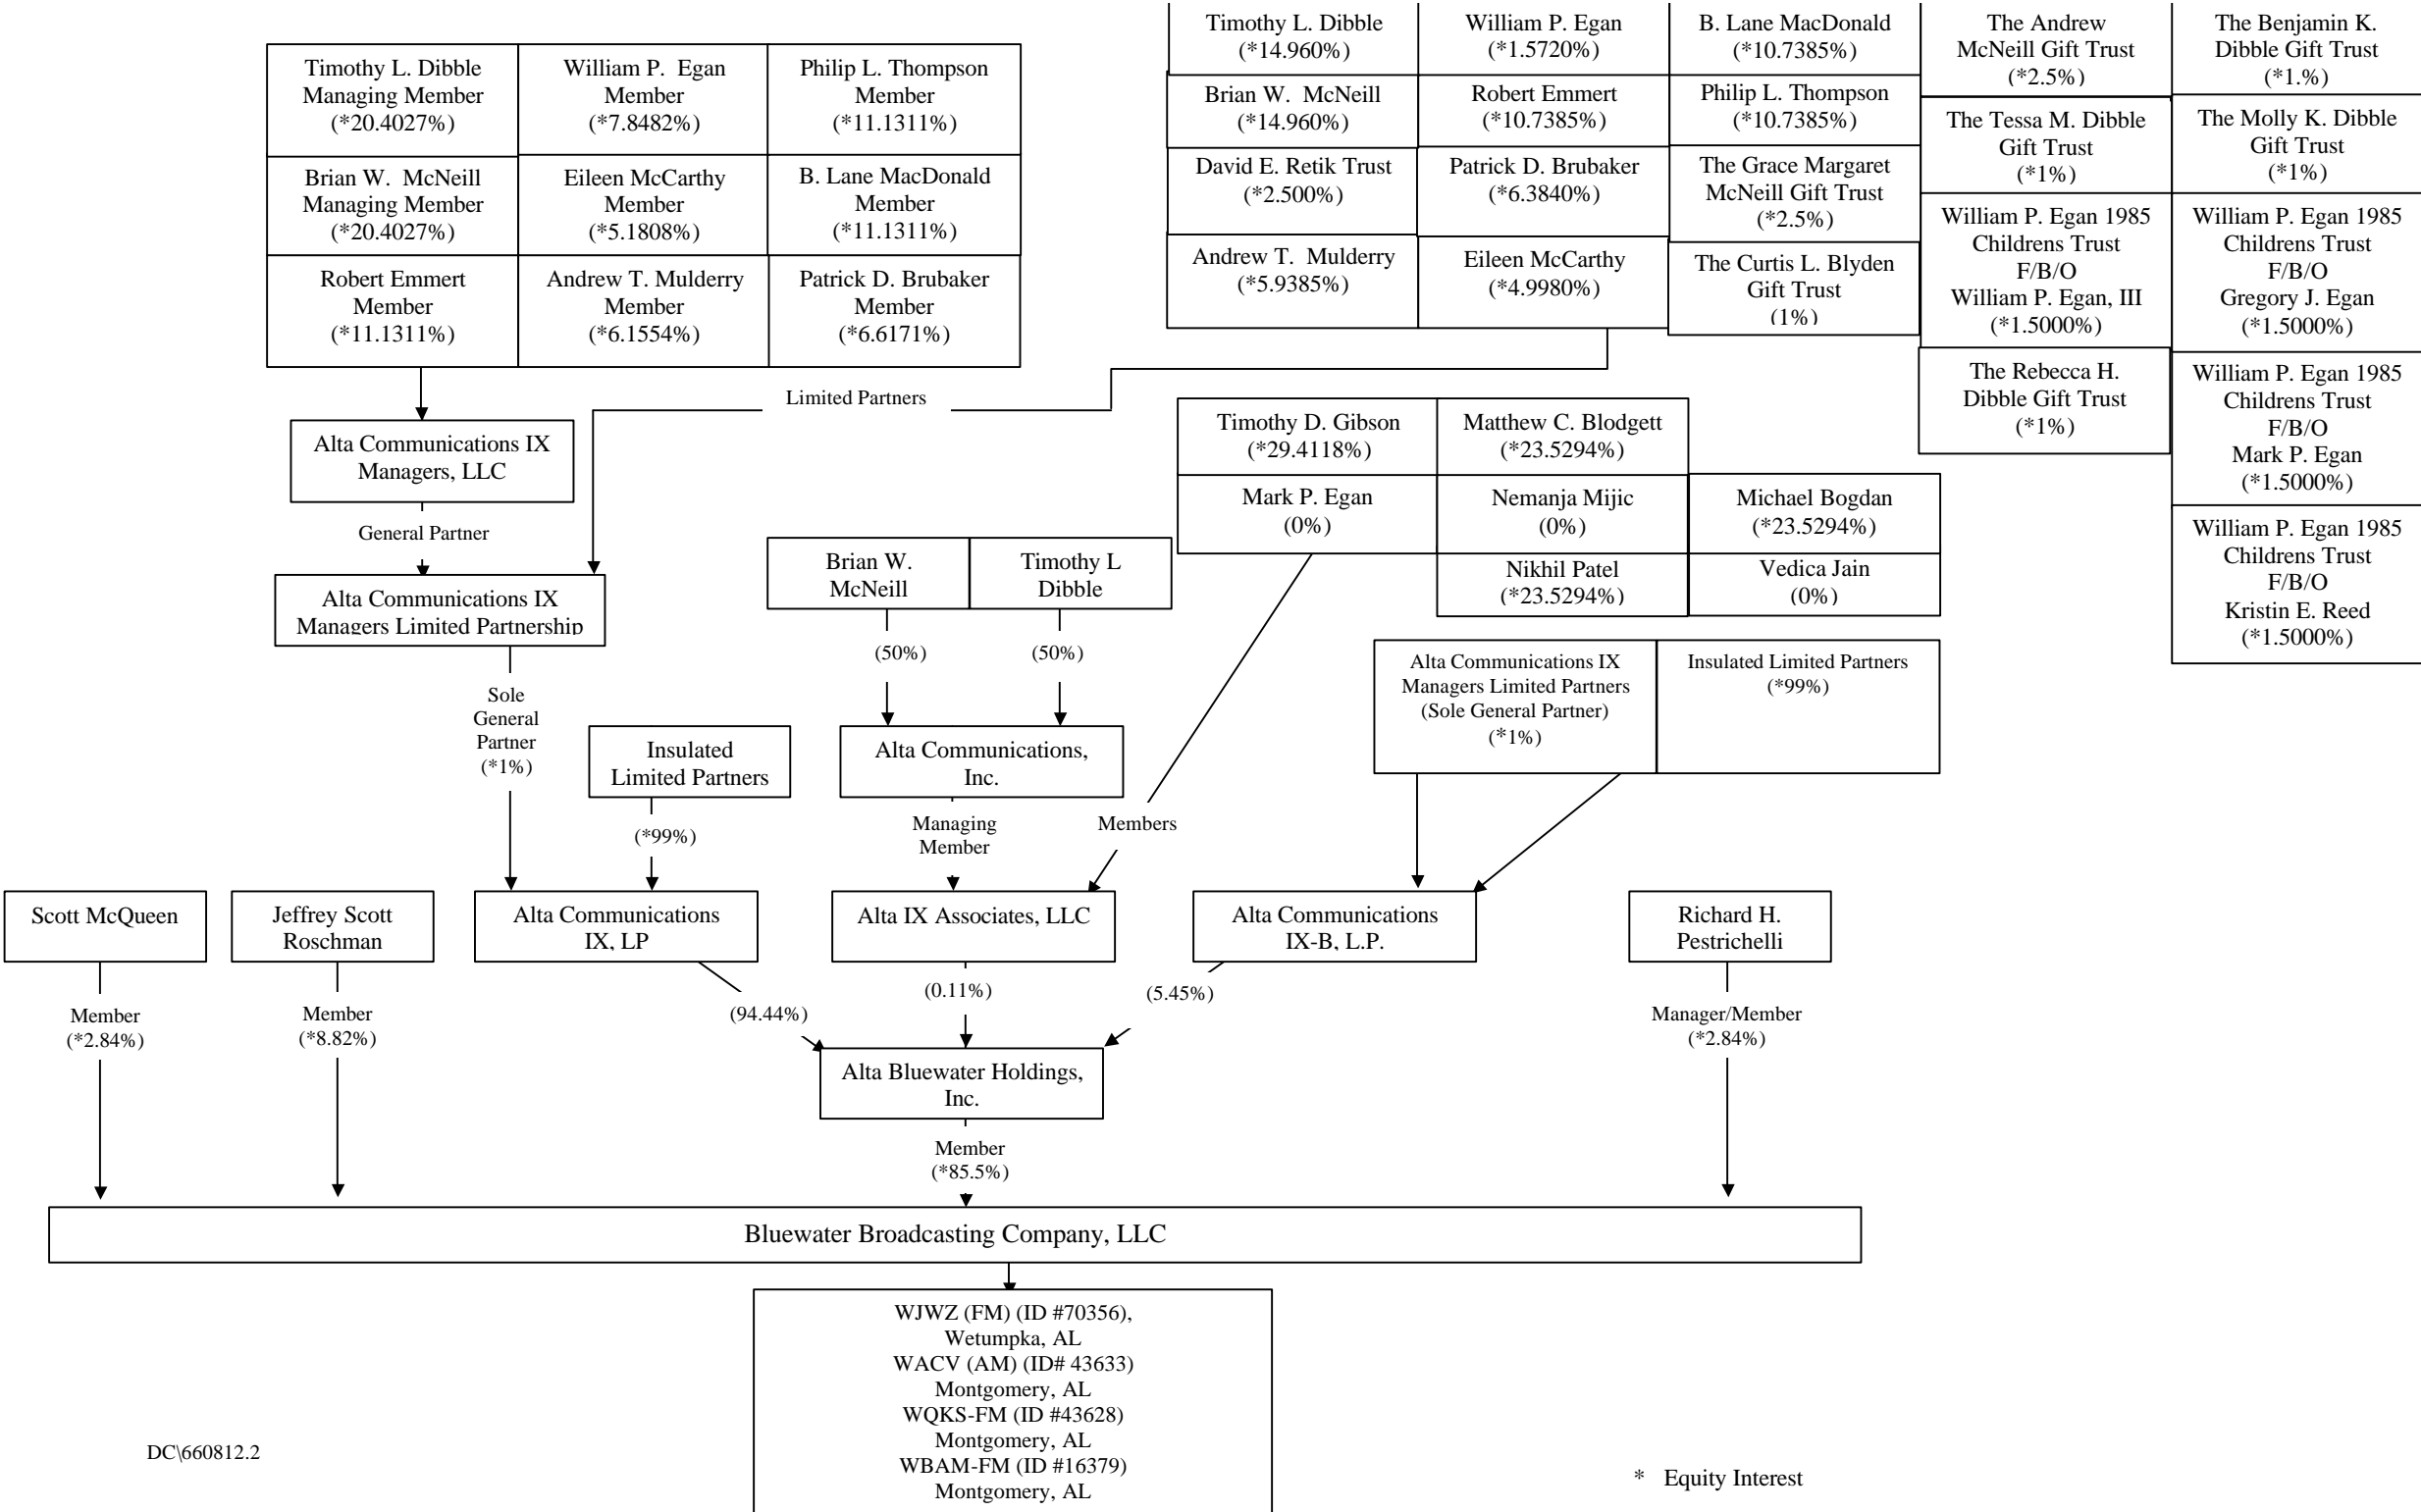 Timothy L. Dibble
Managing Member
(*20.4027%)
William P.  Egan
Member
(*7.8482%)
Philip L. Thompson
Member
(*11.1311%)
Brian W.  McNeill
Managing Member
(*20.4027%)
Eileen McCarthy
Member
(*5.1808%)
B. Lane MacDonald
Member
(*11.1311%)
Robert Emmert
Member
(*11.1311%)
Andrew T. Mulderry
Member
(*6.1554%)
Patrick D. Brubaker
Member
(*6.6171%)
Timothy L. Dibble
(*14.960%)
William P. Egan
(*1.5720%)
B. Lane MacDonald
(*10.7385%)
The Andrew
McNeill Gift Trust
(*2.5%)
The Benjamin K.
Dibble Gift Trust
(*1.%)
Brian W.  McNeill
(*14.960%)
Robert Emmert
(*10.7385%)
Philip L. Thompson
(*10.7385%)
The Tessa M. Dibble
Gift Trust
(*1%)
The Molly K. Dibble
Gift Trust
(*1%)
David E. Retik Trust
(*2.500%)
Patrick D. Brubaker
(*6.3840%)
The Grace Margaret
McNeill Gift Trust
(*2.5%)
William P. Egan 1985
Childrens Trust
F/B/O
William P. Egan, III
(*1.5000%)
William P. Egan 1985
Childrens Trust
F/B/O
Gregory J. Egan
(*1.5000%)
Andrew T.  Mulderry
(*5.9385%)
Eileen McCarthy
(*4.9980%)
The Curtis L. Blyden
Gift Trust
(1%)
The Rebecca H.
Dibble Gift Trust
(*1%)
William P. Egan 1985
Childrens Trust
F/B/O
Mark P. Egan
(*1.5000%)
William P. Egan 1985
Childrens Trust
F/B/O
Kristin E. Reed
(*1.5000%)
Limited Partners
Alta Communications IX
Managers, LLC
General Partner
Alta Communications IX
Managers Limited Partnership
Timothy D. Gibson
(*29.4118%)
Matthew C. Blodgett
(*23.5294%)
Mark P. Egan
(0%)
Nemanja Mijic
(0%)
Michael Bogdan
(*23.5294%)
Nikhil Patel
(*23.5294%)
Vedica Jain
(0%)
Brian W.
McNeill
Timothy L
Dibble
(50%)
(50%)
Sole
General
Partner
(*1%)
Insulated
Limited Partners
(*99%)
Alta Communications,
Inc.
Managing
Member
Members
Alta Communications IX
Managers Limited Partners
(Sole General Partner)
(*1%)
Insulated Limited Partners
(*99%)
Scott McQueen
Jeffrey Scott
Roschman
Alta Communications
IX, LP
Alta IX Associates, LLC
Alta Communications
IX-B, L.P.
Richard H.
Pestrichelli
Member
(*2.84%)
Member
(*8.82%)
(94.44%)
(0.11%)
(5.45%)
Manager/Member
(*2.84%)
Alta Bluewater Holdings,
Inc.
Member
(*85.5%)
Bluewater Broadcasting Company, LLC
WJWZ (FM) (ID #70356),
Wetumpka, AL
WACV (AM) (ID# 43633)
Montgomery, AL
WQKS-FM (ID #43628)
Montgomery, AL
WBAM-FM (ID #16379)
Montgomery, AL
DC\660812.2
*   Equity Interest